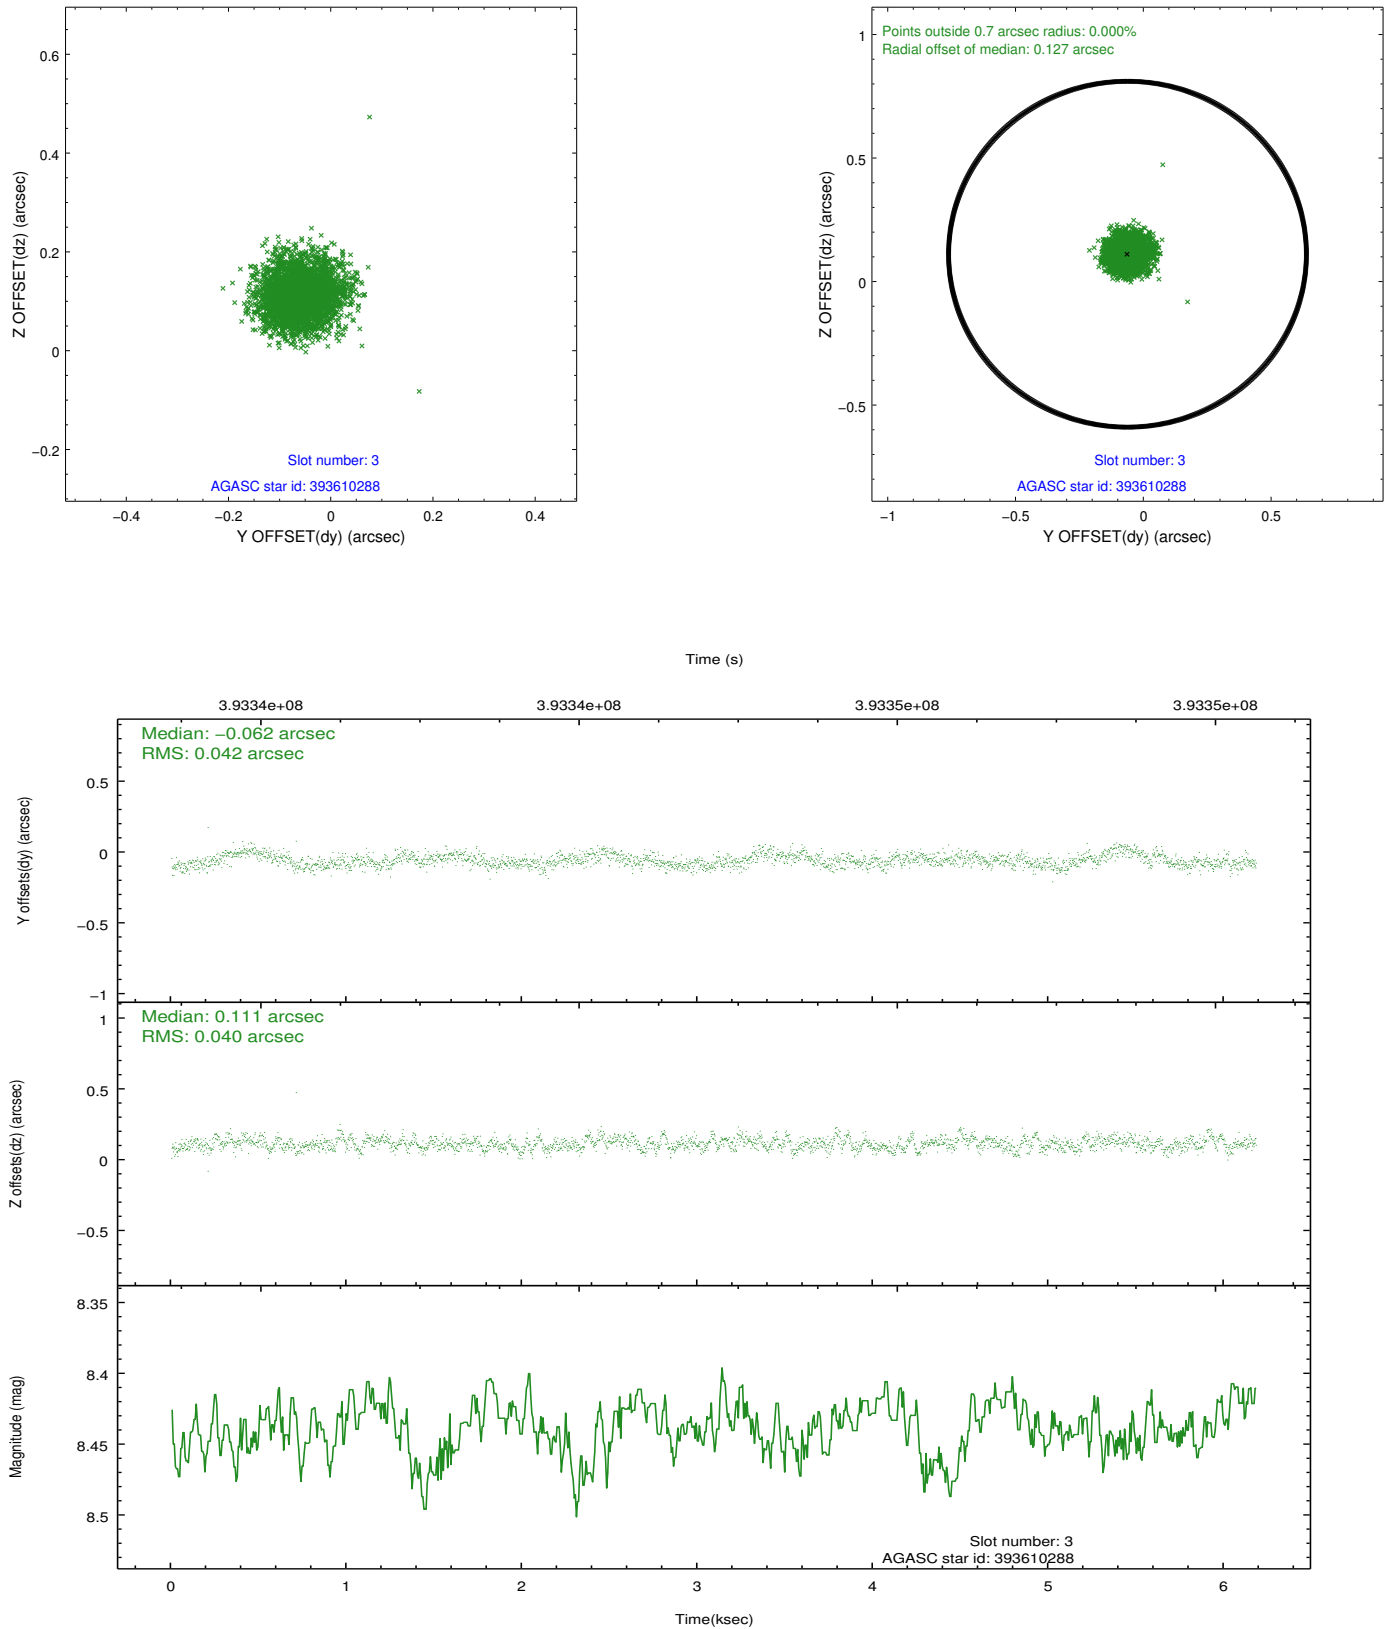 0.6
0.4
0.2
0
−0.2
Z OFFSET(dz) (arcsec)
Slot number: 3
AGASC star id: 393610288
−0.4
−0.2
0
0.2
0.4
Y OFFSET(dy) (arcsec)
Points outside 0.7 arcsec radius: 0.000%
Radial offset of median: 0.127 arcsec
1
0.5
0
−0.5
Z OFFSET(dz) (arcsec)
Slot number: 3
AGASC star id: 393610288
−1
−0.5
0
0.5
Y OFFSET(dy) (arcsec)
Time (s)
3.9334e+08
3.9334e+08
3.9335e+08
3.9335e+08
Median: −0.062 arcsec
RMS: 0.042 arcsec
0.5
0
−0.5
−1
Y offsets(dy) (arcsec)
Median: 0.111 arcsec
RMS: 0.040 arcsec
1
0.5
0
−0.5
Z offsets(dz) (arcsec)
8.35
8.4
8.45
8.5
Magnitude (mag)
Slot number: 3
AGASC star id: 393610288
0
1
2
3
4
5
6
Time(ksec)